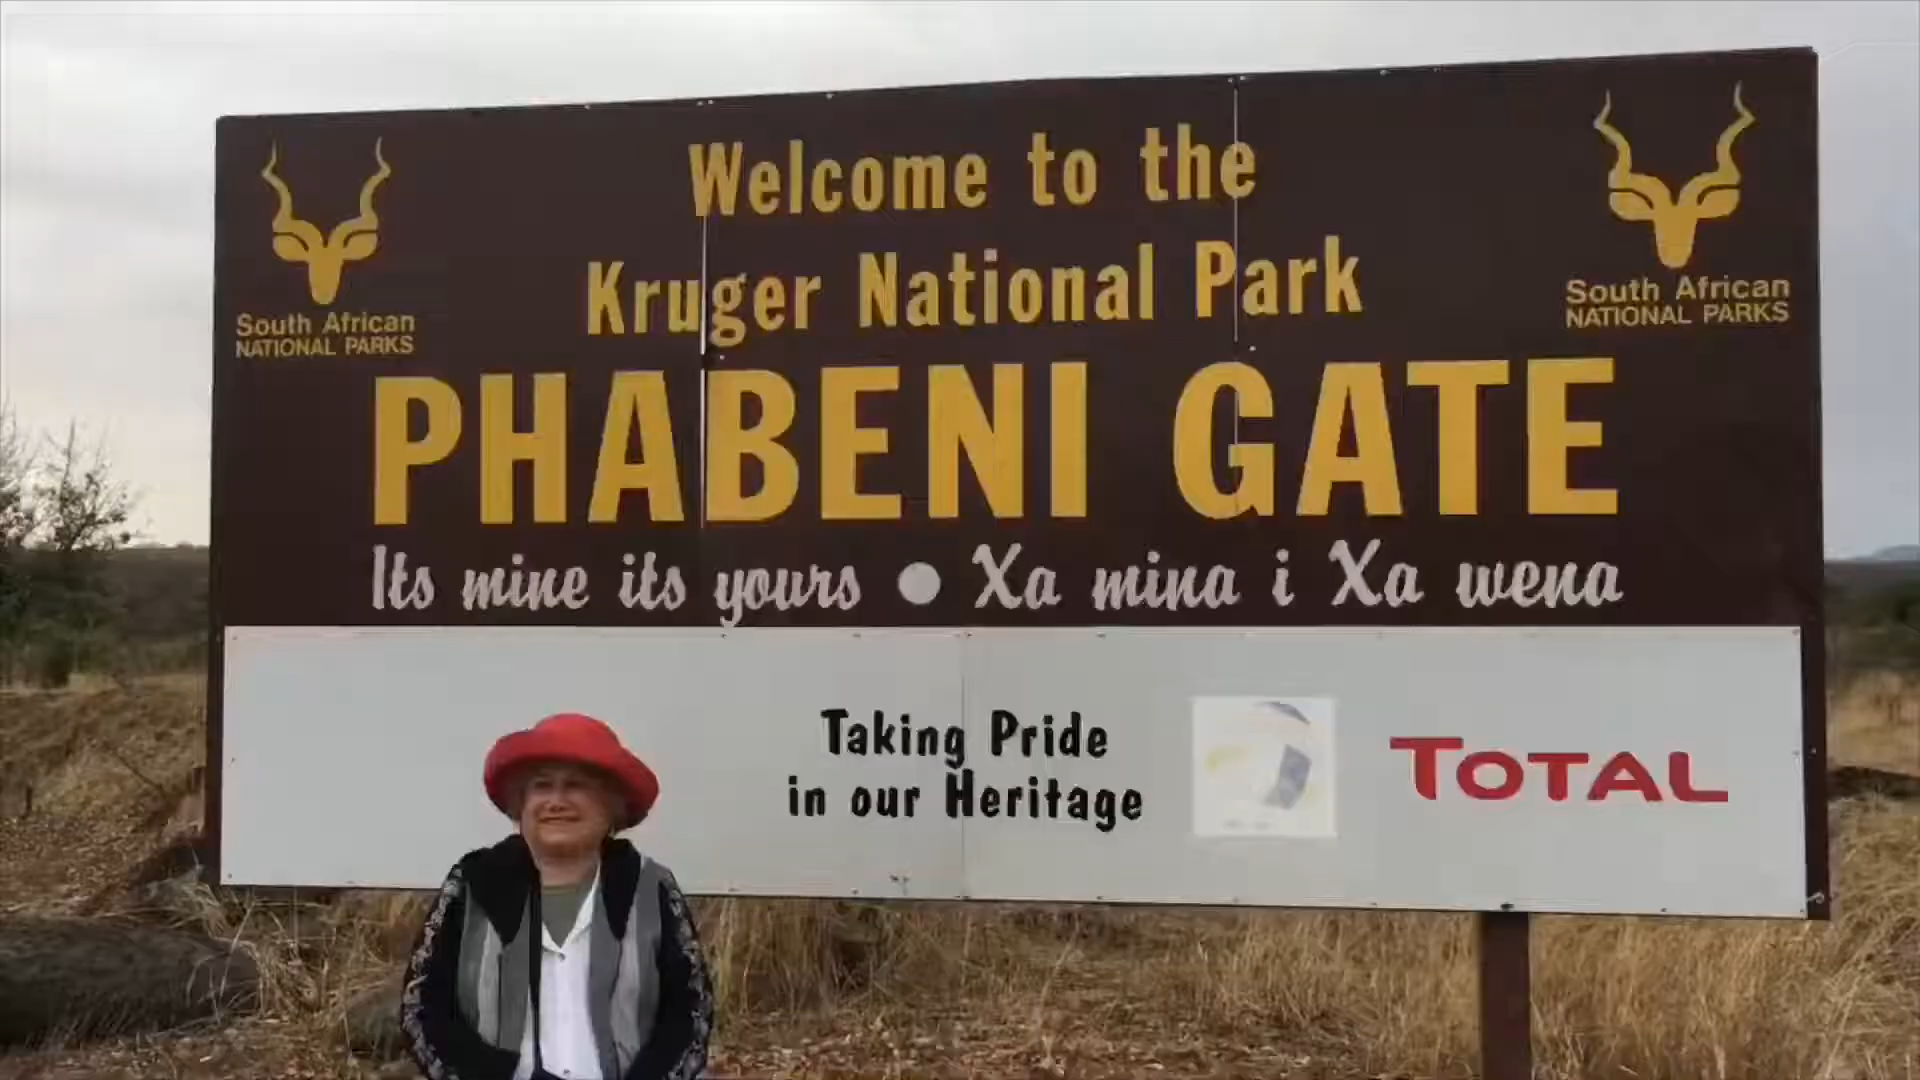 Welcome to the
Kruger National Park
South African
NATIONAL PARKS
South African
NATIONAL PARKS
PHABENI GATE
Its mine its yours ● Xa mina i Xa wena
Taking Pride
in our Heritage
TOTAL